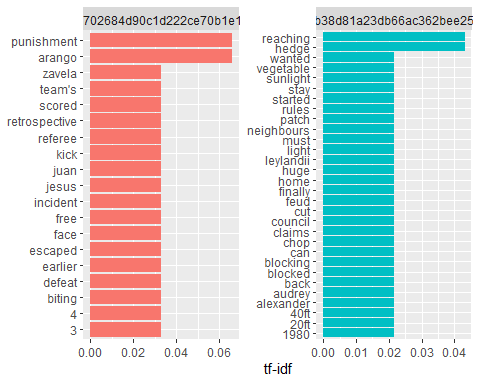 702684d90c1d222ce70b1e1
punishment
arango
zavela
team's
scored
retrospective
referee
kick
juan
jesus
incident
free
face
escaped
earlier
defeat
biting
4
3
0.00 0.02 0.04 0.06
b38d81a23db66ac362bee25
reaching
hedge
wanted
vegetable
sunlight
stay
started
rules
patch
neighbours
must
light
leylandii
huge
home
finally
feud
cut
council
claims
chop
can
blocking
blocked
back
audrey
alexander
40ft
20ft
1980
0.00 0.01 0.02 0.03 0.04
tf-idf